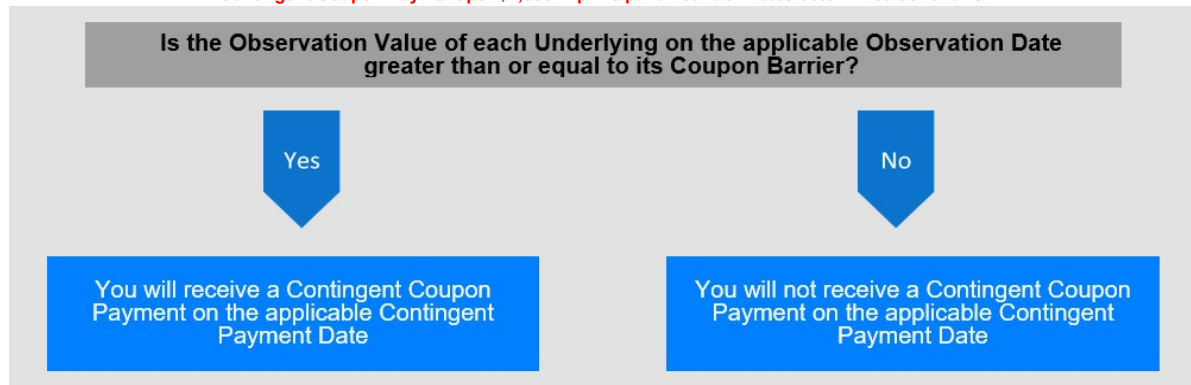 Is the Observation Value of each Underlying on the applicable Observation Date
greater than or equal to its Coupon Barrier?
Yes
No
You will receive a Contingent Coupon
Payment on the applicable Contingent
Payment Date
You will not receive a Contingent Coupon
Payment on the applicable Contingent
Payment Date